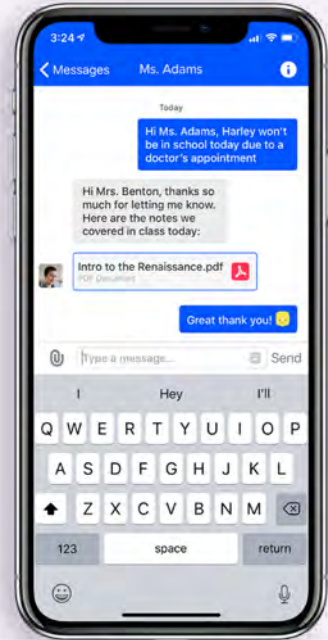 3:24
Messages
Ms. Adams
Today
Hi Ms. Adams, Harley won't
be in school today due to a
doctor's appointment
Hi Mrs. Benton, thanks so
much for letting me know.
Here are the notes we
covered in class today:
Intro to the Renaissance.pdf
PDF Document
Great thank you!
Type a message...
Send
I
Hey
I'll
Q W E R T Y U I O P
A S D F G H J K L
Z X C V B N M
123
space
return